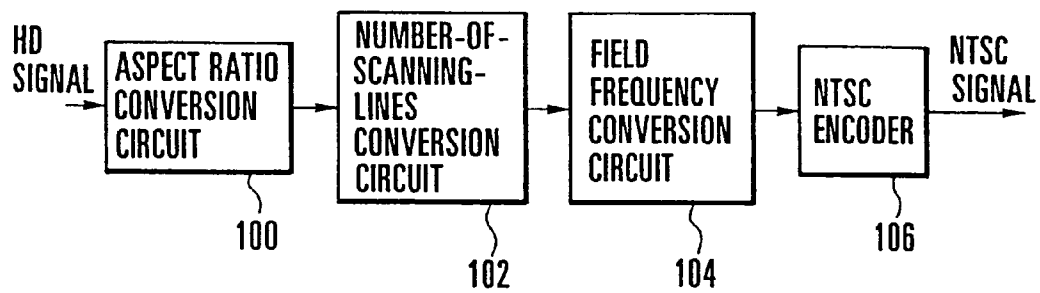 HD
SIGNAL
ASPECT RATIO
CONVERSION
CIRCUIT
100
NUMBER-OF-
SCANNING-
LINES
CONVERSION
CIRCUIT
102
FIELD
FREQUENCY
CONVERSION
CIRCUIT
104
NTSC
ENCODER
106
NTSC
SIGNAL